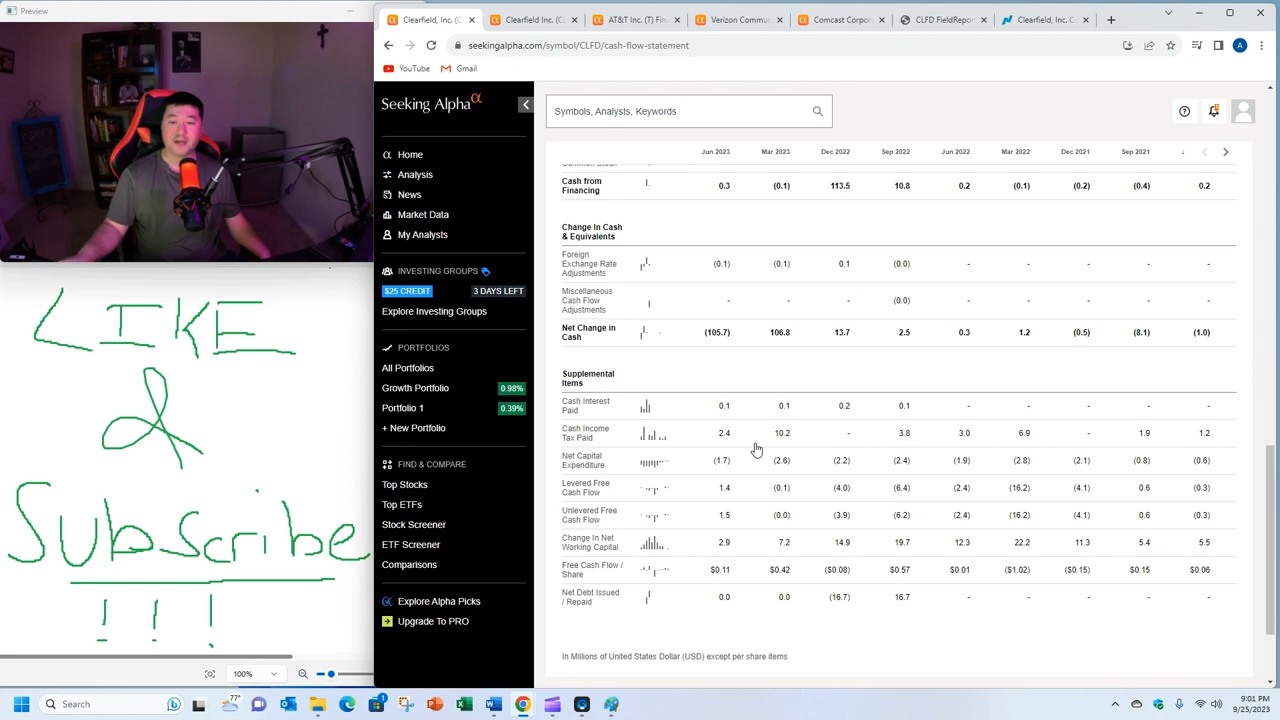 Preview
Clearfield, Inc. (C
Clearfield, Inc. (C
AT&T Inc. (T) Fina
Verizon Commu
Comcast Corpor
CLFD FieldRepor
Clearfield, Inc. G
seekingalpha.com/symbol/CLFD/cash-flow-statement
A
YouTube
Gmail
Seeking Alpha α
Home
Analysis
News
Market Data
My Analysts
INVESTING GROUPS
$25 CREDIT 3 DAYS LEFT
Explore Investing Groups
PORTFOLIOS
All Portfolios
Growth Portfolio 0.98%
Portfolio 1 0.39%
+ New Portfolio
FIND & COMPARE
Top Stocks
Top ETFs
Stock Screener
ETF Screener
Comparisons
Explore Alpha Picks
Upgrade To PRO
Symbols, Analysts, Keywords
Jun 2023 Mar 2023 Dec 2022 Sep 2022 Jun 2022 Mar 2022 Dec 2021 Sep 2021
Common Stock
Cash from Financing 0.3 (0.1) 113.5 10.8 0.2 (0.1) (0.2) (0.4) 0.2
Change In Cash
& Equivalents
Foreign
Exchange Rate
Adjustments (0.1) (0.1) 0.1 (0.0) - - - - -
Miscellaneous
Cash Flow
Adjustments - - - (0.0) - - - - -
Net Change in
Cash (105.7) 106.8 13.7 2.5 0.3 1.2 (0.5) (8.1) (1.0)
Supplemental
Items
Cash Interest
Paid 0.1 0.1 0.2 0.1 - - - - -
Cash Income
Tax Paid 2.4 10.2 - 3.8 3.0 6.9 - 1.9 1.2
Net Capital
Expenditure (1.7) (2.6) (2.2) (2.4) (1.9) (2.8) (2.1) (0.6)
Levered Free
Cash Flow 1.4 (0.1) (4.0) (6.4) (2.4) (16.2) (4.1) 0.6 (0.3)
Unlevered Free
Cash Flow 1.5 (0.0) (3.9) (6.2) (2.4) (16.2) (4.1) 0.6 (0.3)
Change In Net
Working Capital 2.9 7.2 14.9 19.7 12.3 22.2 5.4 5.5
Free Cash Flow /
Share $0.11 $0.42 ($0.08) $0.57 $0.01 ($1.02) ($0.15) $0.15 $0.06
Net Debt Issued
/ Repaid 0.0 0.0 (16.7) 16.7 - - - - -
In Millions of United States Dollar (USD) except per share items
LIKE
&
Subscribe
!!!
100%
Search
77°
9:01 PM
9/25/2023